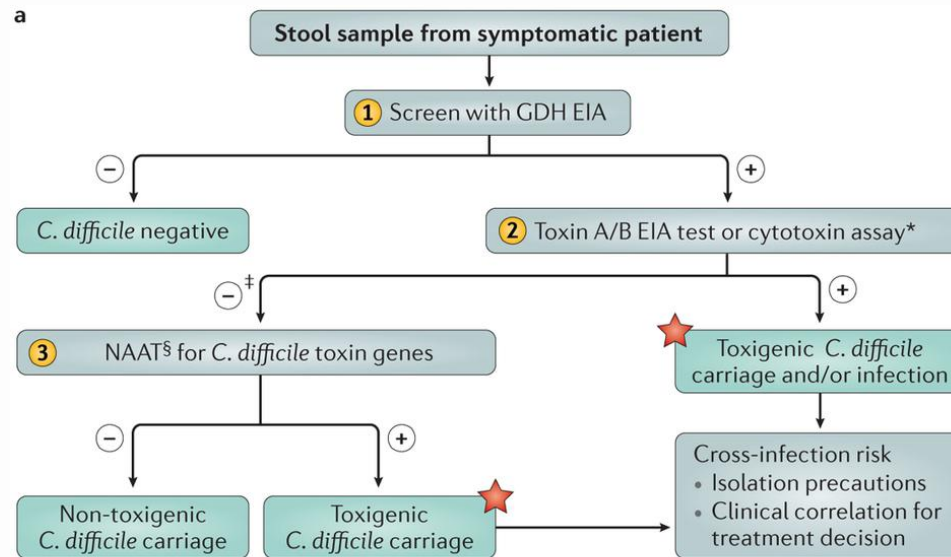 a
Stool sample from symptomatic patient
1 Screen with GDH EIA
−
+
C. difficile negative
2 Toxin A/B EIA test or cytotoxin assay*
−‡
+
3 NAAT§ for C. difficile toxin genes
Toxigenic C. difficile
carriage and/or infection
−
+
Cross-infection risk
• Isolation precautions
• Clinical correlation for
treatment decision
Non-toxigenic
C. difficile carriage
Toxigenic
C. difficile carriage